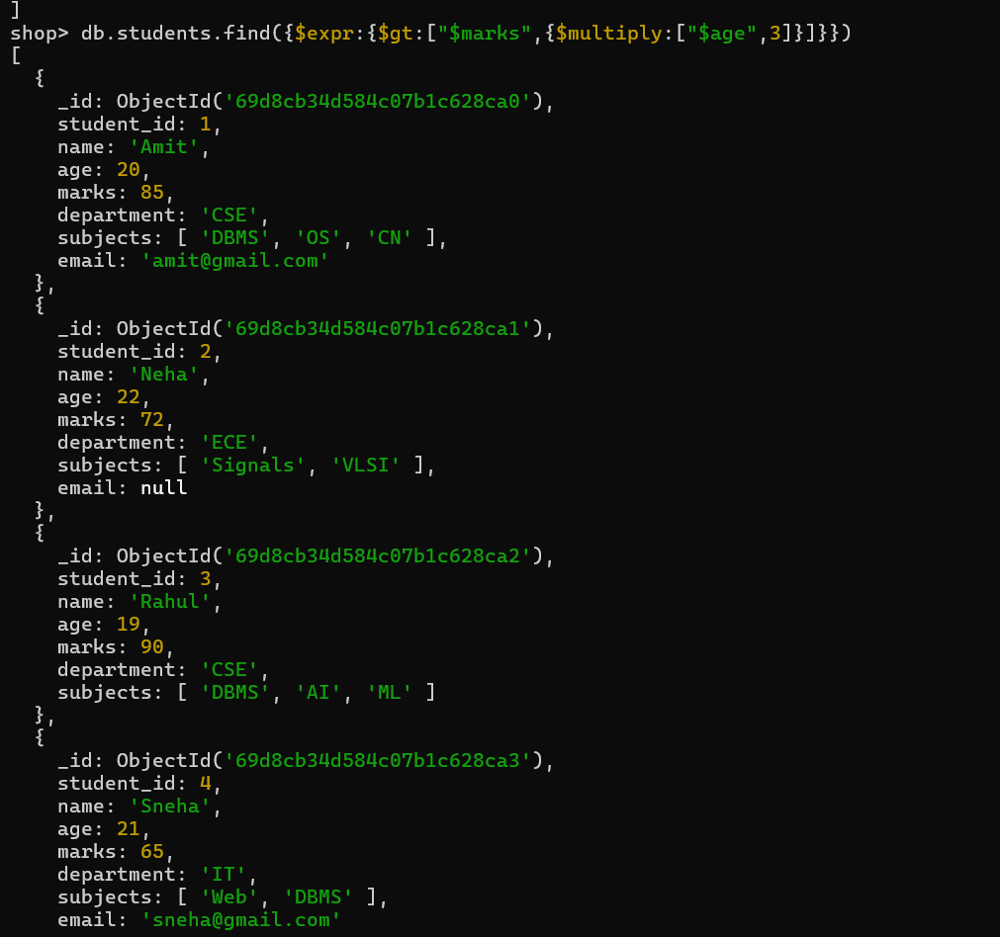 ]
shop> db.students.find({$expr:{$gt:["$marks",{$multiply:["$age",3]}]}})
[
  {
    _id: ObjectId('69d8cb34d584c07b1c628ca0'),
    student_id: 1,
    name: 'Amit',
    age: 20,
    marks: 85,
    department: 'CSE',
    subjects: [ 'DBMS', 'OS', 'CN' ],
    email: 'amit@gmail.com'
  },
  {
    _id: ObjectId('69d8cb34d584c07b1c628ca1'),
    student_id: 2,
    name: 'Neha',
    age: 22,
    marks: 72,
    department: 'ECE',
    subjects: [ 'Signals', 'VLSI' ],
    email: null
  },
  {
    _id: ObjectId('69d8cb34d584c07b1c628ca2'),
    student_id: 3,
    name: 'Rahul',
    age: 19,
    marks: 90,
    department: 'CSE',
    subjects: [ 'DBMS', 'AI', 'ML' ]
  },
  {
    _id: ObjectId('69d8cb34d584c07b1c628ca3'),
    student_id: 4,
    name: 'Sneha',
    age: 21,
    marks: 65,
    department: 'IT',
    subjects: [ 'Web', 'DBMS' ],
    email: 'sneha@gmail.com'